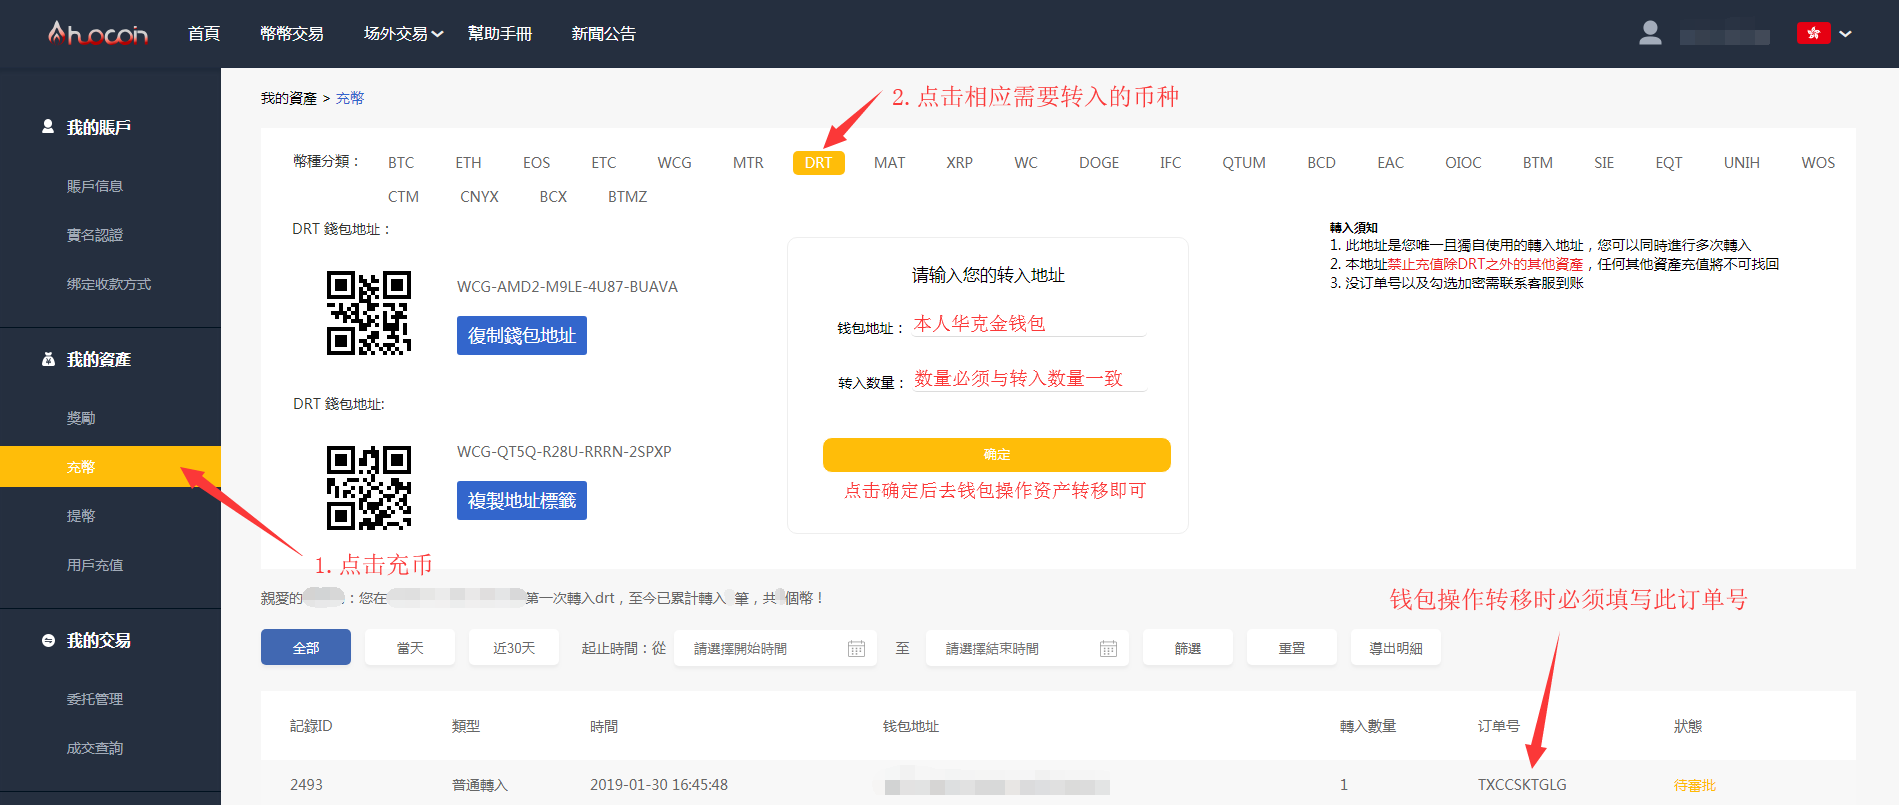 Ahuocoin 首頁 幣幣交易 场外交易 幫助手冊 新聞公告
我的資產 > 充幣
2. 点击相应需要转入的币种
我的賬戶
賬戶信息
實名認證
绑定收款方式
我的資產
獎勵
充幣
提幣
用戶充值
我的交易
委托管理
成交查詢
幣種分類： BTC ETH EOS ETC WCG MTR DRT MAT XRP WC DOGE IFC QTUM BCD EAC OIOC BTM SIE EQT UNIH WOS
CTM CNYX BCX BTMZ
DRT 錢包地址：
WCG-AMD2-M9LE-4U87-BUAVA
復制錢包地址
DRT 錢包地址:
WCG-QT5Q-R28U-RRRN-2SPXP
複製地址標籤
请输入您的转入地址
钱包地址： 本人华克金钱包
转入数量： 数量必须与转入数量一致
确定
点击确定后去钱包操作资产转移即可
轉入須知
1. 此地址是您唯一且獨自使用的轉入地址，您可以同時進行多次轉入
2. 本地址禁止充值除DRT之外的其他資產，任何其他資產充值將不可找回
3. 没订单号以及勾选加密需联系客服到账
1. 点击充币
親愛的 ：您在 第一次轉入drt，至今已累計轉入 筆，共 個幣！
钱包操作转移时必须填写此订单号
全部 當天 近30天 起止時間：從 請選擇開始時間 至 請選擇結束時間 篩選 重置 導出明細
記錄ID 類型 時間 钱包地址 轉入數量 订单号 狀態
2493 普通轉入 2019-01-30 16:45:48 1 TXCCSKTGLG 待審批